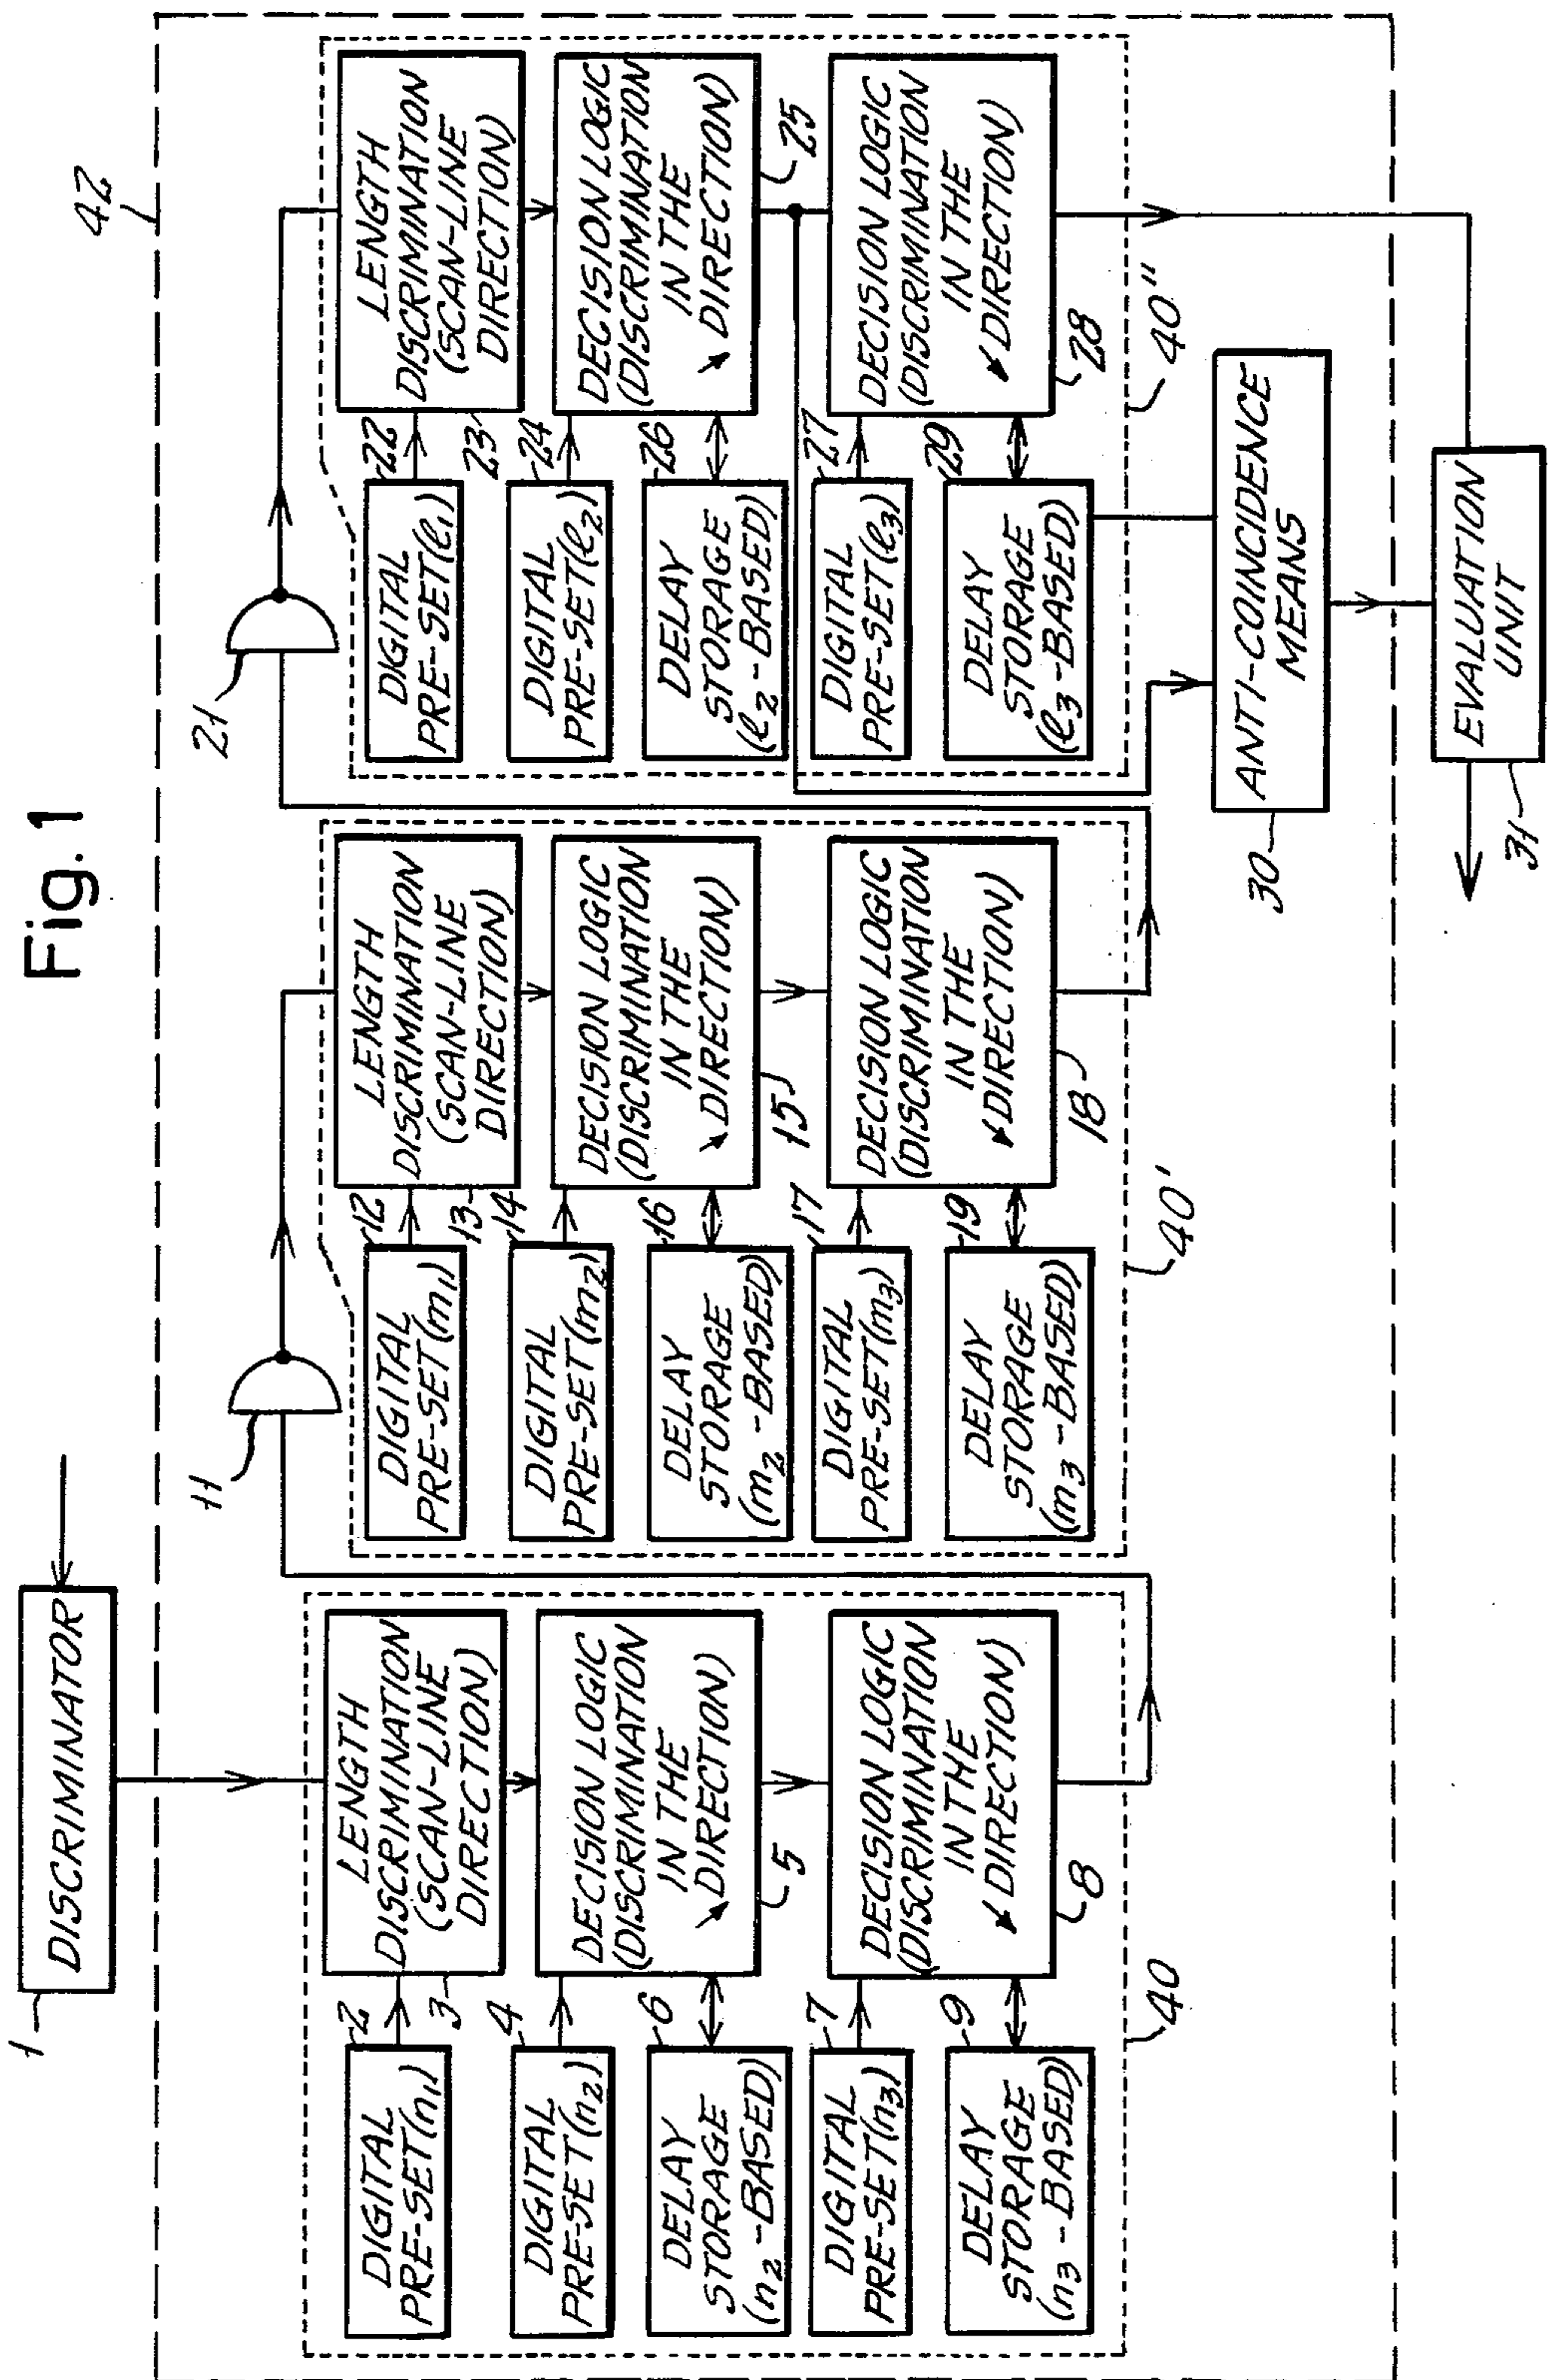 Fig. 1
1
DISCRIMINATOR
42
DIGITAL
PRE-SET(n1)
2
LENGTH
DISCRIMINATION
(SCAN-LINE
DIRECTION)
3
DIGITAL
PRE-SET(n2)
4
DECISION LOGIC
(DISCRIMINATION
IN THE
↘ DIRECTION)
5
DELAY
STORAGE
(n2-BASED)
6
DIGITAL
PRE-SET(n3)
7
DECISION LOGIC
(DISCRIMINATION
IN THE
↙ DIRECTION)
8
DELAY
STORAGE
(n3-BASED)
9
40
11
DIGITAL
PRE-SET(m1)
12
LENGTH
DISCRIMINATION
(SCAN-LINE
DIRECTION)
13
DIGITAL
PRE-SET(m2)
14
DECISION LOGIC
(DISCRIMINATION
IN THE
↘ DIRECTION)
15
DELAY
STORAGE
(m2-BASED)
16
DIGITAL
PRE-SET(m3)
17
DECISION LOGIC
(DISCRIMINATION
IN THE
↙ DIRECTION)
18
DELAY
STORAGE
(m3-BASED)
19
40'
21
DIGITAL
PRE-SET(ℓ1)
22
LENGTH
DISCRIMINATION
(SCAN-LINE
DIRECTION)
23
DIGITAL
PRE-SET(ℓ2)
24
DECISION LOGIC
(DISCRIMINATION
IN THE
↘ DIRECTION)
25
DELAY
STORAGE
(ℓ2-BASED)
26
DIGITAL
PRE-SET(ℓ3)
27
DECISION LOGIC
(DISCRIMINATION
IN THE
↙ DIRECTION)
28
DELAY
STORAGE
(ℓ3-BASED)
29
40"
ANTI-COINCIDENCE
MEANS
30
EVALUATION
UNIT
31